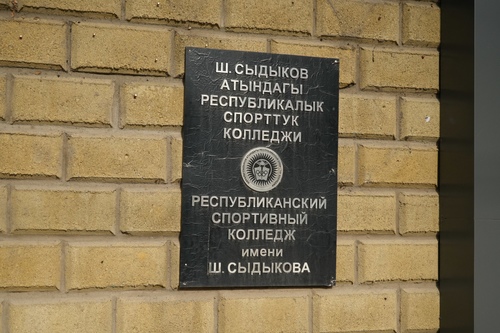 Ш. СЫДЫКОВ
АТЫНДАГЫ
РЕСПУБЛИКАЛЫК
СПОРТТУК
КОЛЛЕДЖИ
РЕСПУБЛИКАНСКИЙ
СПОРТИВНЫЙ
КОЛЛЕДЖ
имени
Ш. СЫДЫКОВА